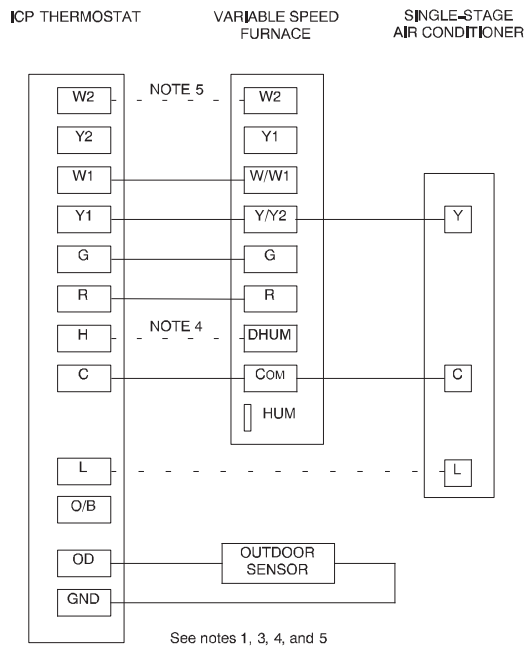 ICP THERMOSTAT
VARIABLE SPEED
FURNACE
SINGLE-STAGE
AIR CONDITIONER
W2
NOTE 5
W2
Y2
Y1
W1
W/W1
Y1
Y/Y2
Y
G
G
R
R
H
NOTE 4
DHUM
C
COM
C
HUM
L
L
O/B
OD
OUTDOOR
SENSOR
GND
See notes 1, 3, 4, and 5